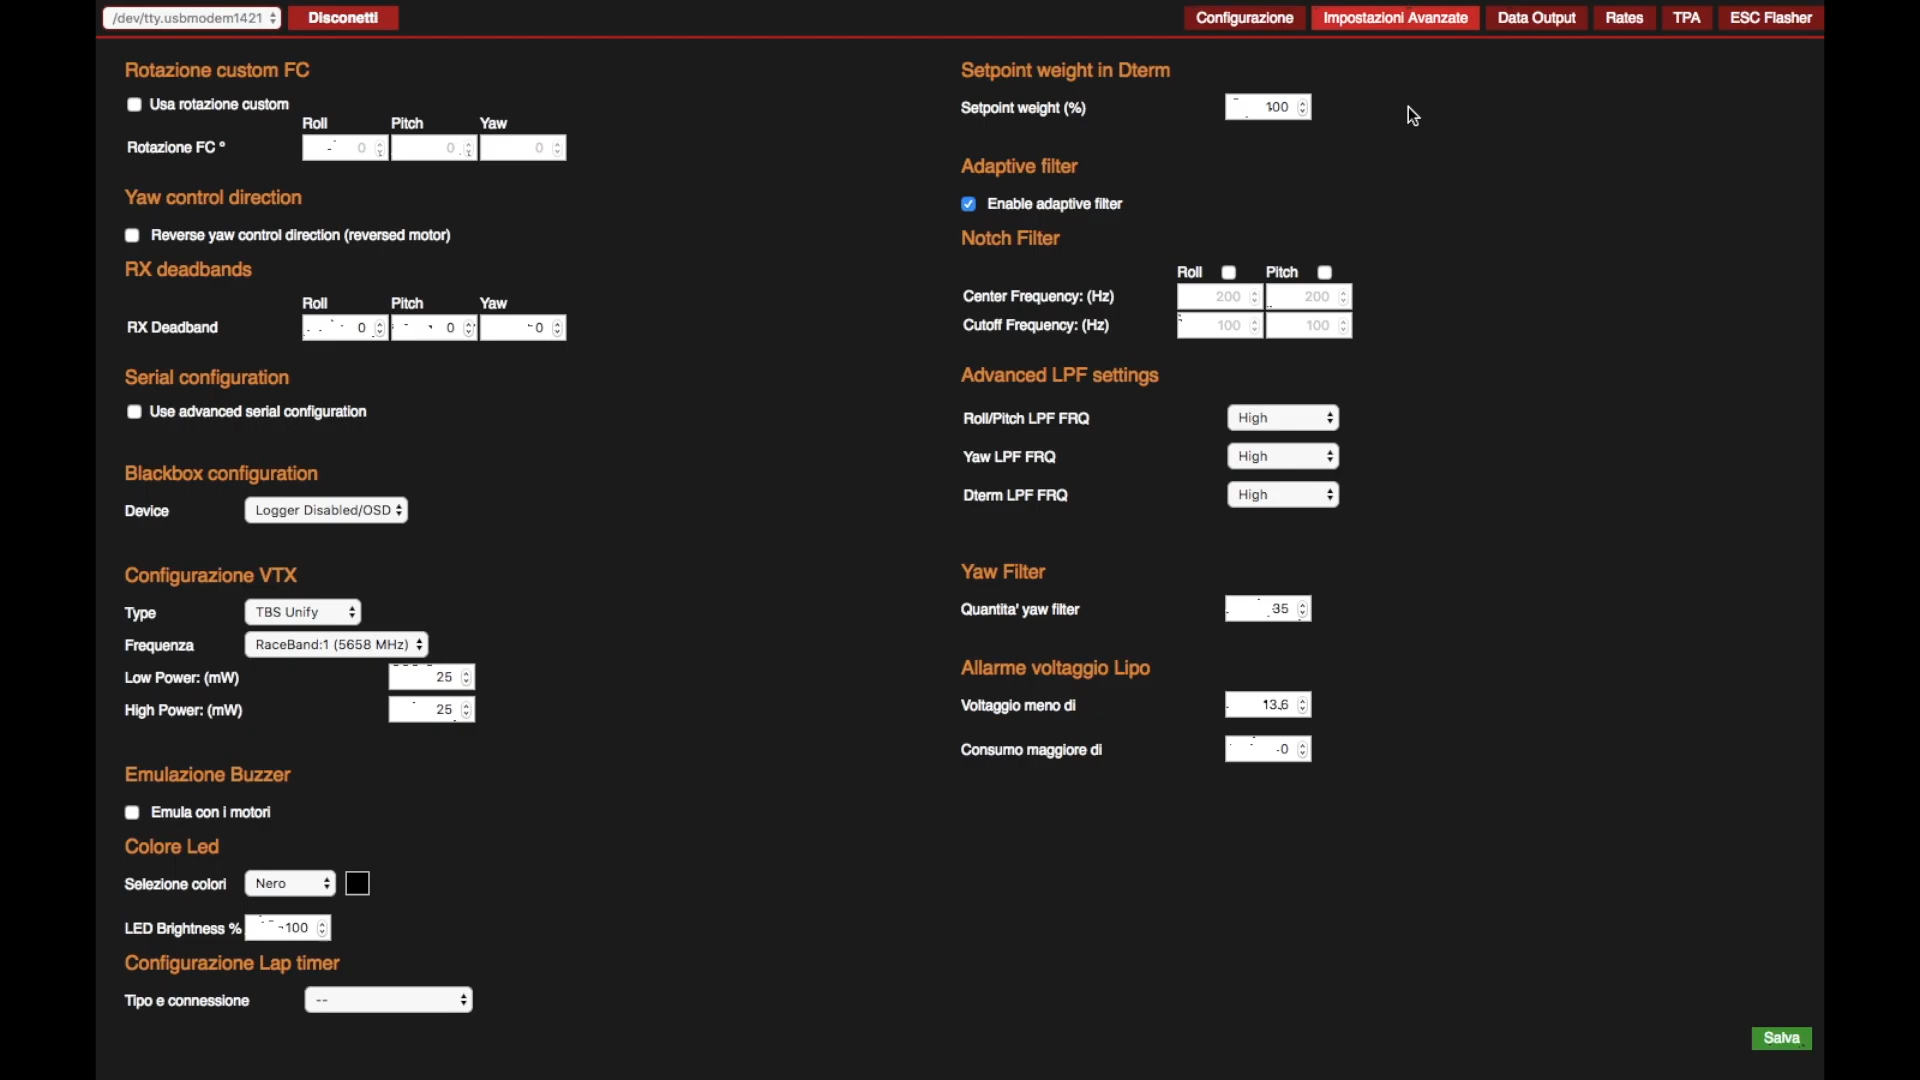 /dev/tty.usbmodem1421 Disconetti Configurazione Impostazioni Avanzate Data Output Rates TPA ESC Flasher
Rotazione custom FC
Usa rotazione custom
Roll Pitch Yaw
Rotazione FC ° 0 0 0
Yaw control direction
Reverse yaw control direction (reversed motor)
RX deadbands
Roll Pitch Yaw
RX Deadband 0 0 0
Serial configuration
Use advanced serial configuration
Blackbox configuration
Device Logger Disabled/OSD
Configurazione VTX
Type TBS Unify
Frequenza RaceBand:1 (5658 MHz)
Low Power: (mW) 25
High Power: (mW) 25
Emulazione Buzzer
Emula con i motori
Colore Led
Selezione colori Nero
LED Brightness % 100
Configurazione Lap timer
Tipo e connessione --
Setpoint weight in Dterm
Setpoint weight (%) 100
Adaptive filter
Enable adaptive filter
Notch Filter
Roll Pitch
Center Frequency: (Hz) 200 200
Cutoff Frequency: (Hz) 100 100
Advanced LPF settings
Roll/Pitch LPF FRQ High
Yaw LPF FRQ High
Dterm LPF FRQ High
Yaw Filter
Quantita' yaw filter 35
Allarme voltaggio Lipo
Voltaggio meno di 13.6
Consumo maggiore di 0
Salva